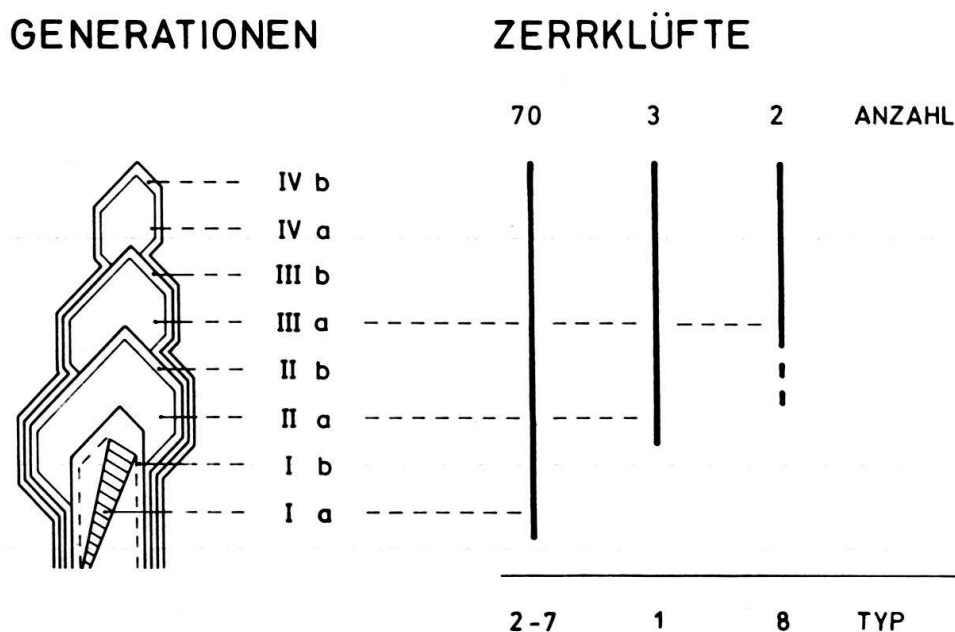 GENERATIONEN ZERRKLÜFTE
70 3 2 ANZAHL
IV b
IV a
III b
III a
II b
II a
I b
I a
2-7 1 8 TYP